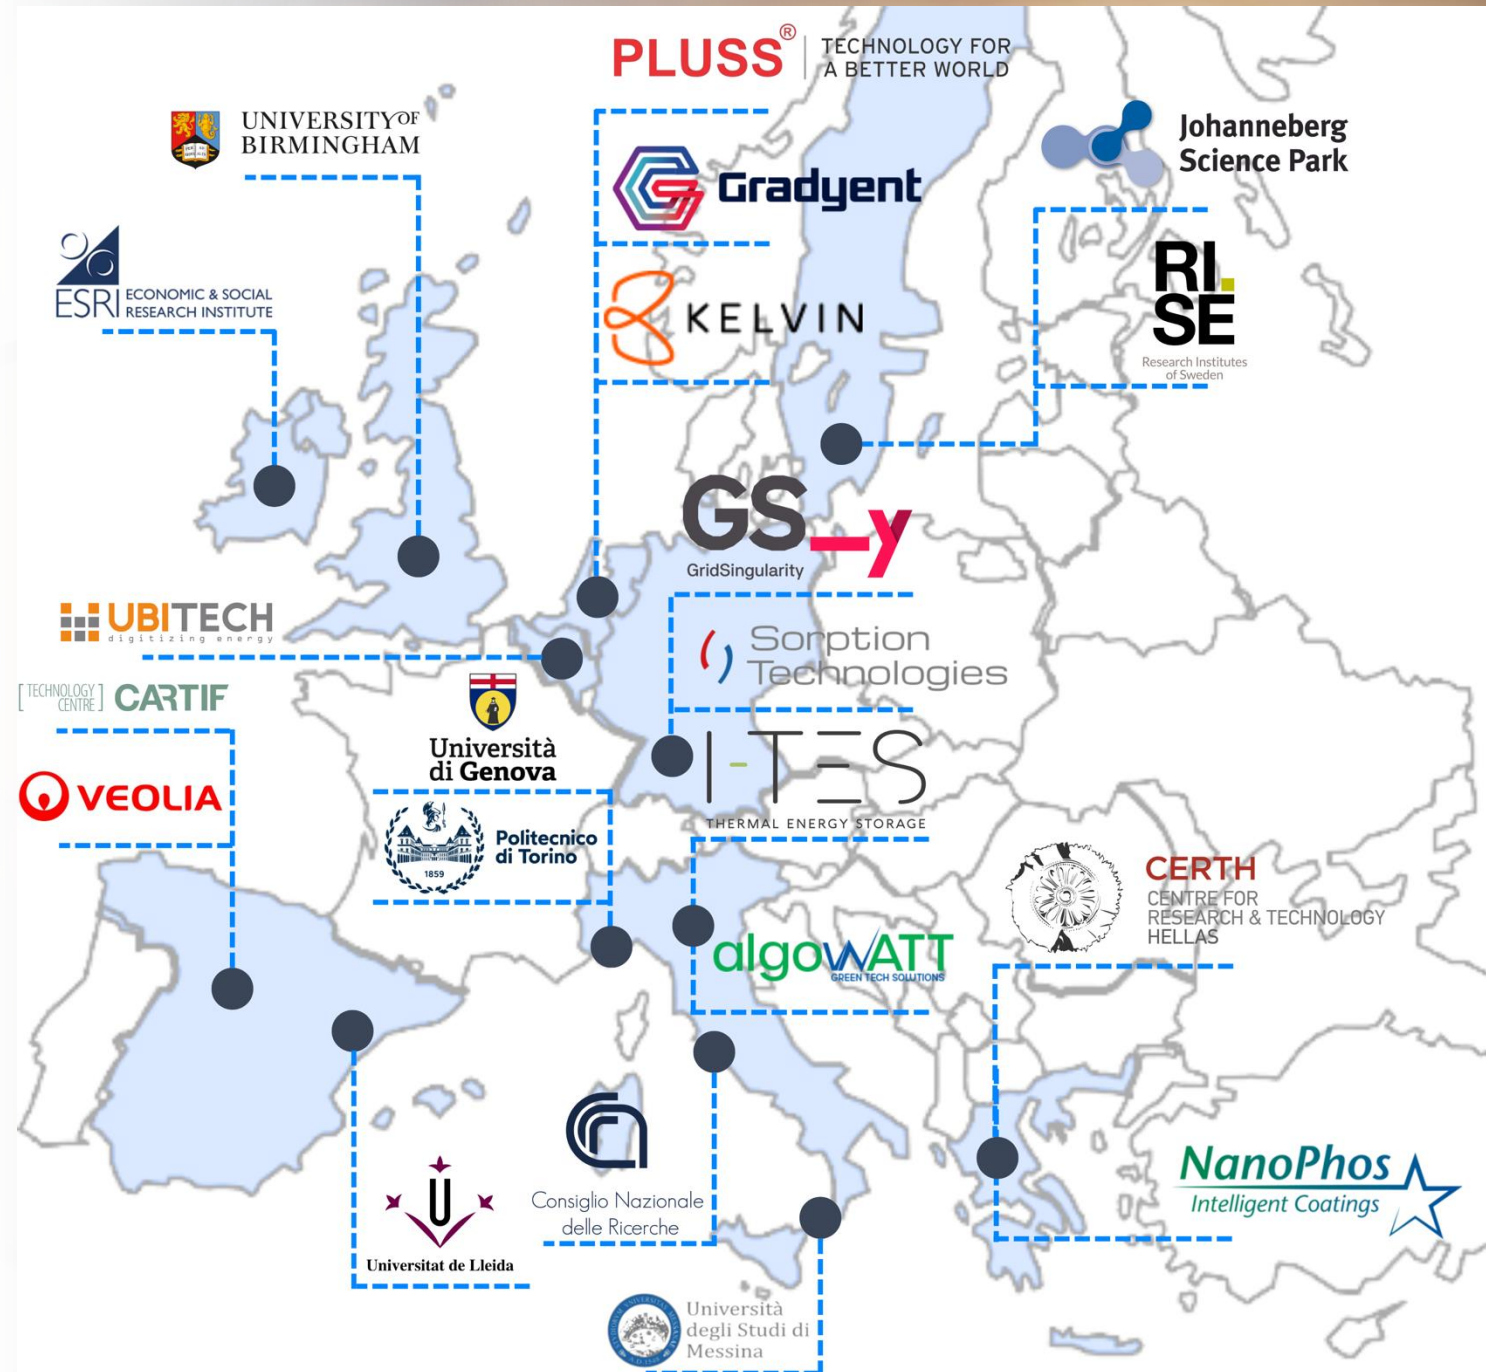 PLUSS®
TECHNOLOGY FOR
A BETTER WORLD
UNIVERSITY OF
BIRMINGHAM
Gradyent
Johanneberg
Science Park
ESRI
ECONOMIC & SOCIAL
RESEARCH INSTITUTE
KELVIN
RI.
SE
Research Institutes
of Sweden
GS_y
GridSingularity
UBITECH
digitizing energy
Sorption
Technologies
[TECHNOLOGY
CENTRE]
CARTIF
Università
di Genova
I-TES
THERMAL ENERGY STORAGE
VEOLIA
1859
Politecnico
di Torino
CERTH
CENTRE FOR
RESEARCH & TECHNOLOGY
HELLAS
algoWATT
GREEN TECH SOLUTIONS
Consiglio Nazionale
delle Ricerche
NanoPhos
Intelligent Coatings
U
Universitat de Lleida
Università
degli Studi di
Messina